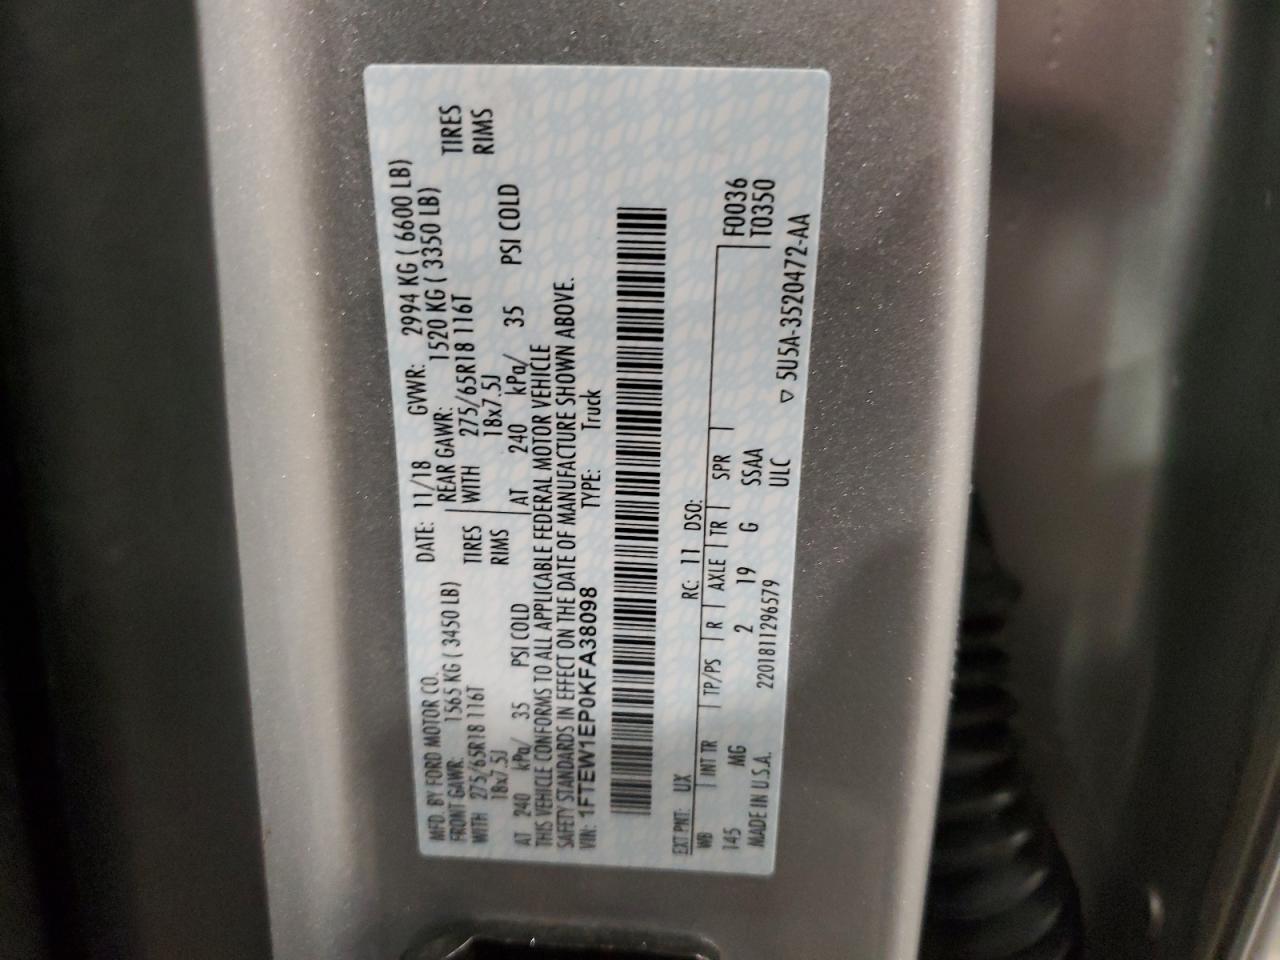 MFD. BY FORD MOTOR CO. DATE: 11/18 GVWR: 2994 KG ( 6600 LB)
FRONT GAWR: 1565 KG ( 3450 LB) REAR GAWR: 1520 KG ( 3350 LB)
WITH 275/65R18 116T TIRES WITH 275/65R18 116T TIRES
18x7.5J RIMS 18x7.5J RIMS
AT 240 kPa/ 35 PSI COLD AT 240 kPa/ 35 PSI COLD
THIS VEHICLE CONFORMS TO ALL APPLICABLE FEDERAL MOTOR VEHICLE
SAFETY STANDARDS IN EFFECT ON THE DATE OF MANUFACTURE SHOWN ABOVE.
VIN: 1FTEW1EP0KFA38098 TYPE: Truck
EXT PNT: UX RC: 11 DSO: F0036
WB INT TR TP/PS R AXLE TR SPR T0350
145 MG 2 19 G SSAA
MADE IN U.S.A. 2201811296579 ULC ▽ 5U5A-3520472-AA